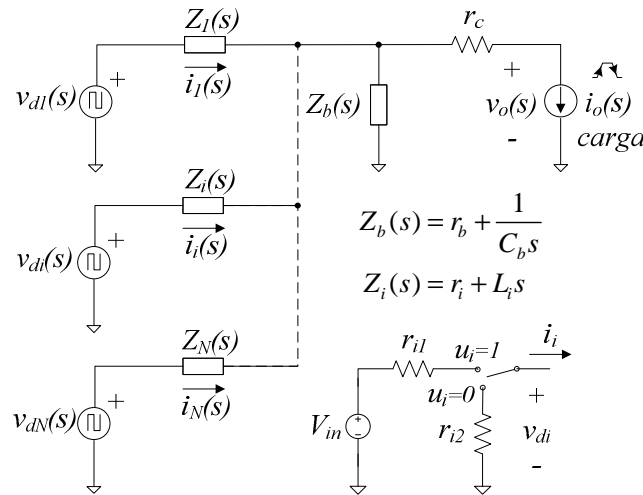 Z1(s)
rc
vd1(s)
+
i1(s)
Zb(s)
+
vo(s)
-
io(s)
carga
Zi(s)
vdi(s)
+
ii(s)
Zb(s) = rb + 1/(Cbs)
Zi(s) = ri + Lis
ZN(s)
vdN(s)
+
iN(s)
ri1
ui=1
ii
ui=0
Vin
+
-
ri2
+
vdi
-